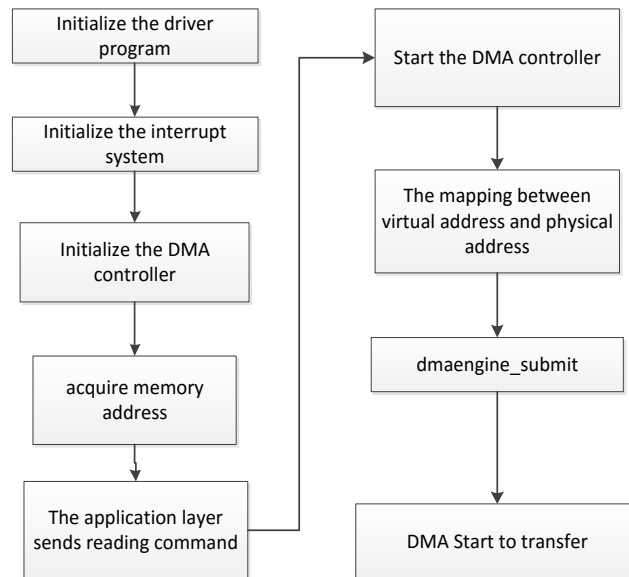 Initialize the driver
program
Initialize the interrupt
system
Initialize the DMA
controller
acquire memory
address
The application layer
sends reading command
Start the DMA controller
The mapping between
virtual address and physical
address
dmaengine_submit
DMA Start to transfer